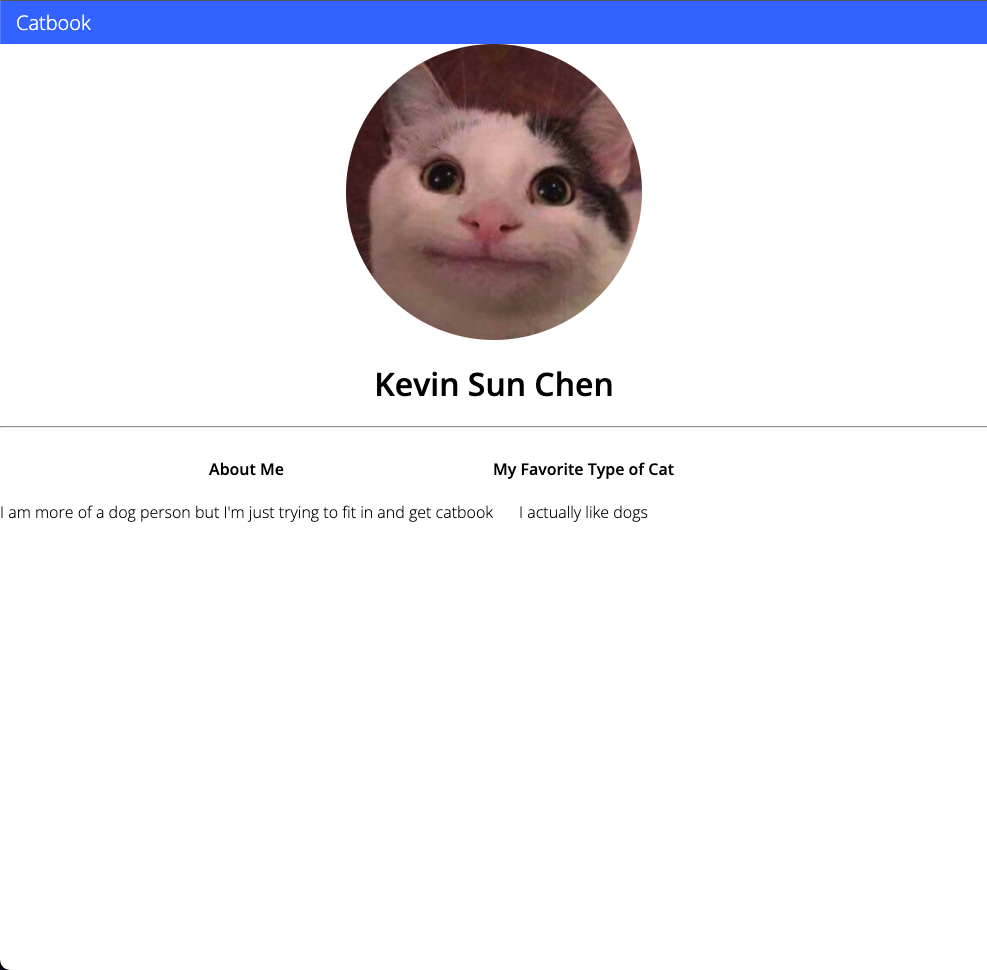 Catbook
Kevin Sun Chen
About Me
I am more of a dog person but I'm just trying to fit in and get catbook
My Favorite Type of Cat
I actually like dogs